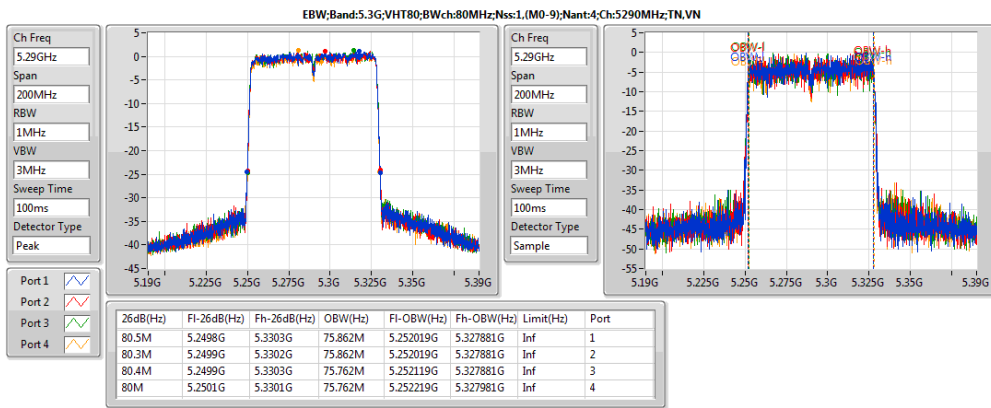 EBW;Band:5.3G;VHT80;BWch:80MHz;Nss:1,(M0-9);Nant:4;Ch:5290MHz;TN,VN
Ch Freq
5.29GHz
Span
200MHz
RBW
1MHz
VBW
3MHz
Sweep Time
100ms
Detector Type
Peak
5-
0-
-5-
-10-
-15-
-20-
-25-
-30-
-35-
-40-
-45-
5.19G 5.225G 5.25G 5.275G 5.3G 5.325G 5.35G 5.39G
Ch Freq
5.29GHz
Span
200MHz
RBW
1MHz
VBW
3MHz
Sweep Time
100ms
Detector Type
Sample
5-
0-
-5-
-10-
-15-
-20-
-25-
-30-
-35-
-40-
-45-
-50-
-55-
OBW-l OBW-h
5.19G 5.225G 5.25G 5.275G 5.3G 5.325G 5.35G 5.39G
Port 1
Port 2
Port 3
Port 4
26dB(Hz) Fl-26dB(Hz) Fh-26dB(Hz) OBW(Hz) Fl-OBW(Hz) Fh-OBW(Hz) Limit(Hz) Port
80.5M 5.2498G 5.3303G 75.862M 5.252019G 5.327881G Inf 1
80.3M 5.2499G 5.3302G 75.862M 5.252019G 5.327881G Inf 2
80.4M 5.2499G 5.3303G 75.762M 5.252119G 5.327881G Inf 3
80M 5.2501G 5.3301G 75.762M 5.252219G 5.327981G Inf 4